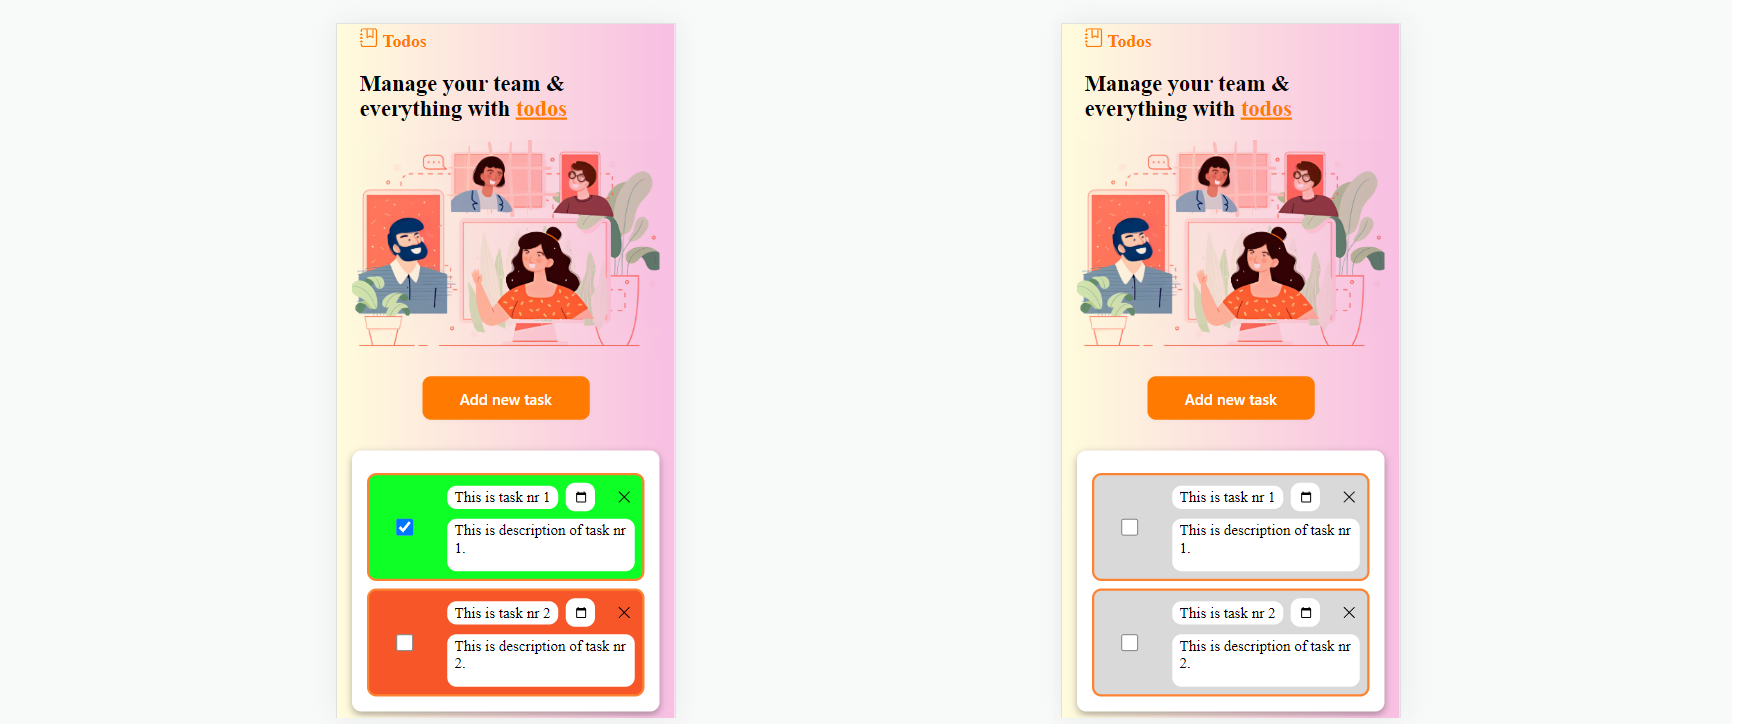 Todos
Manage your team &
everything with todos
Add new task
This is task nr 1
This is description of task nr
1.
This is task nr 2
This is description of task nr
2.
Todos
Manage your team &
everything with todos
Add new task
This is task nr 1
This is description of task nr
1.
This is task nr 2
This is description of task nr
2.